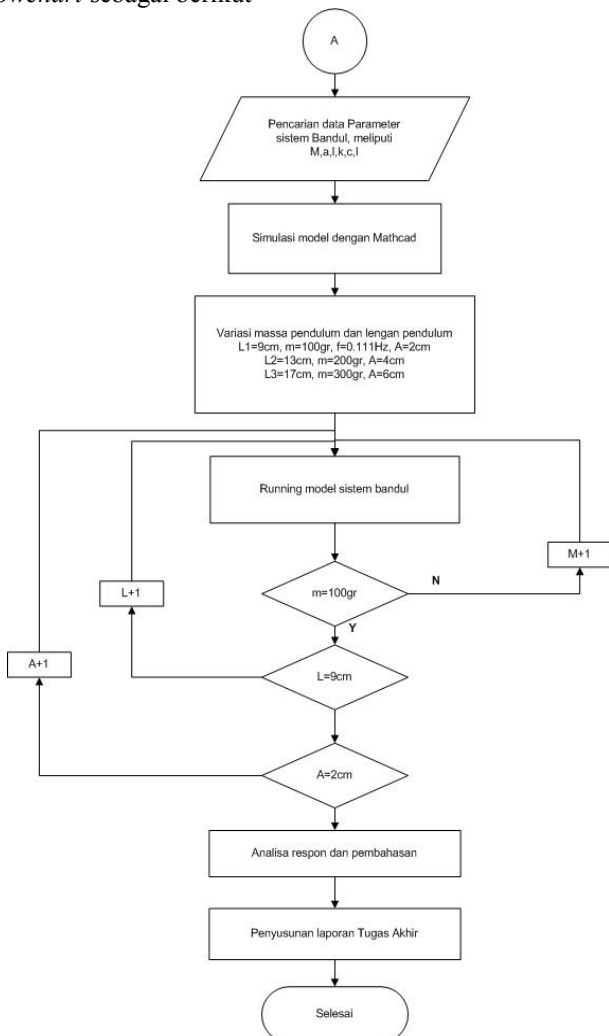 sebagai berikut
A
Pencarian data Parameter
sistem Bandul, meliputi
M,a,l,k,c,l
Simulasi model dengan Mathcad
Variasi massa pendulum dan lengan pendulum
L1=9cm, m=100gr, f=0.111Hz, A=2cm
L2=13cm, m=200gr, A=4cm
L3=17cm, m=300gr, A=6cm
Running model sistem bandul
M+1
m=100gr
N
L+1
Y
A+1
L=9cm
A=2cm
Analisa respon dan pembahasan
Penyusunan laporan Tugas Akhir
Selesai